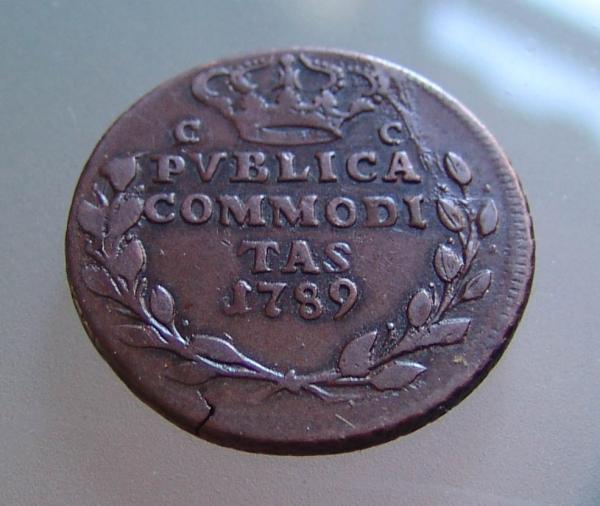 C C
PVBLICA
COMMODI
TAS
1789